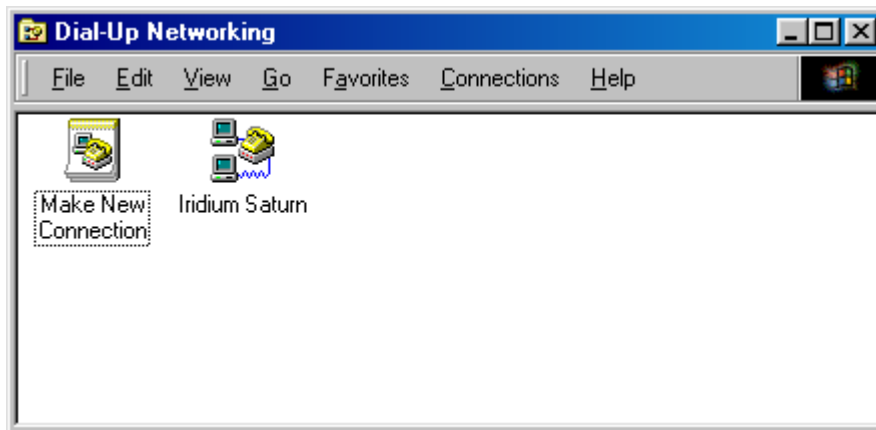 Dial-Up Networking
File Edit View Go Favorites Connections Help
Make New Connection
Iridium Saturn